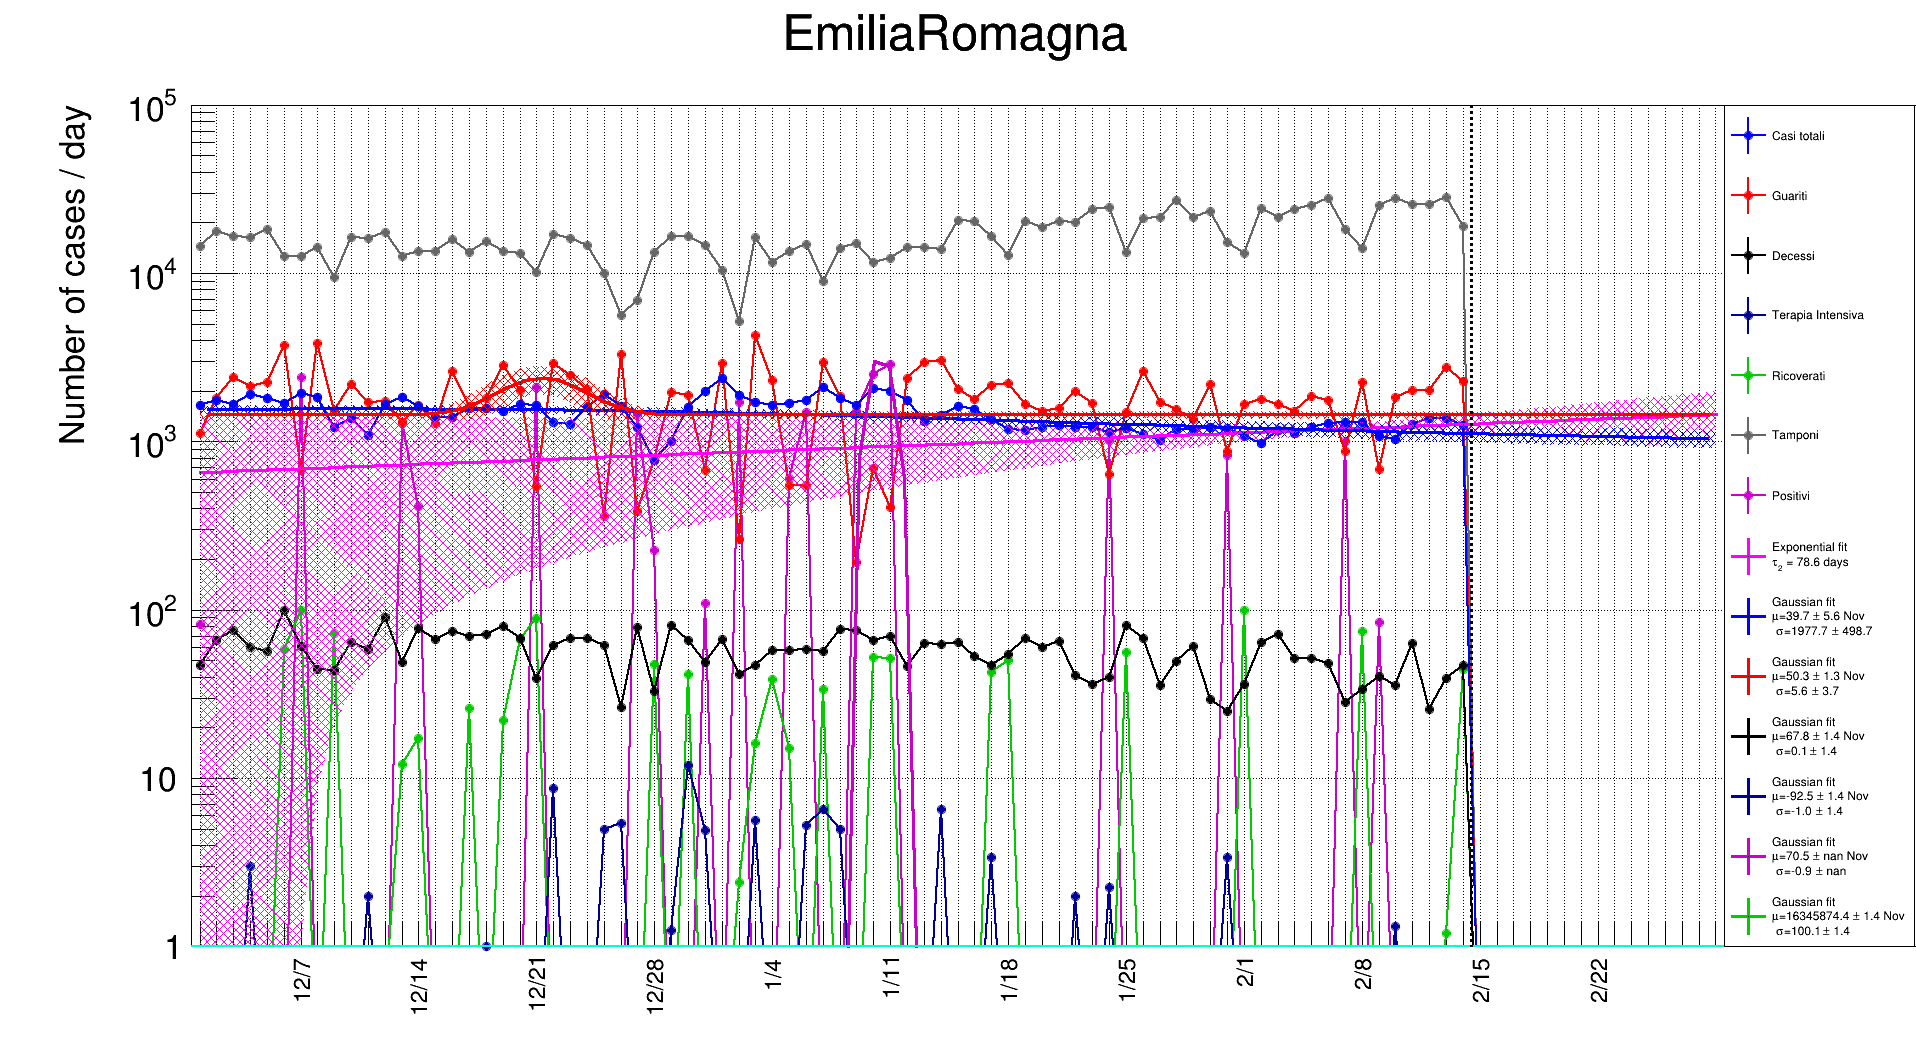 EmiliaRomagna
Number of cases / day
10^5
10^4
10^3
10^2
10
1
12/7
12/14
12/21
12/28
1/4
1/11
1/18
1/25
2/1
2/8
2/15
2/22
Casi totali
Guariti
Decessi
Terapia Intensiva
Ricoverati
Tamponi
Positivi
Exponential fit
τ_2 = 78.6 days
Gaussian fit
μ=39.7 ± 5.6 Nov
σ=1977.7 ± 498.7
Gaussian fit
μ=50.3 ± 1.3 Nov
σ=5.6 ± 3.7
Gaussian fit
μ=67.8 ± 1.4 Nov
σ=0.1 ± 1.4
Gaussian fit
μ=-92.5 ± 1.4 Nov
σ=-1.0 ± 1.4
Gaussian fit
μ=70.5 ± nan Nov
σ=-0.9 ± nan
Gaussian fit
μ=16345874.4 ± 1.4 Nov
σ=100.1 ± 1.4